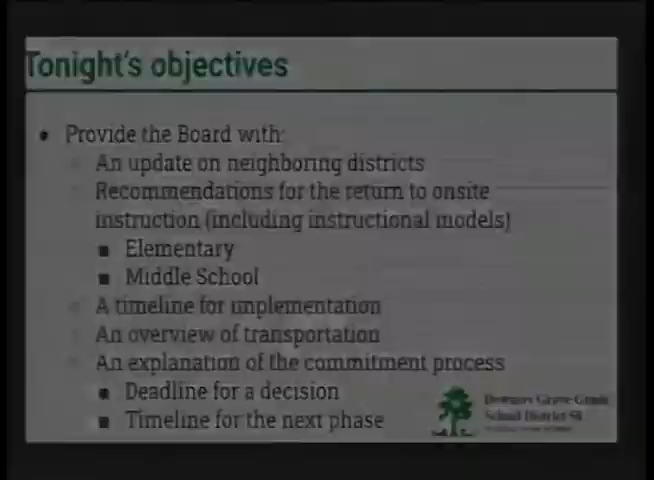 Tonight's objectives
● Provide the Board with:
○ An update on neighboring districts
○ Recommendations for the return to onsite
instruction (including instructional models)
■ Elementary
■ Middle School
○ A timeline for implementation
○ An overview of transportation
○ An explanation of the commitment process
■ Deadline for a decision
■ Timeline for the next phase
Downers Grove Grade
School District 58